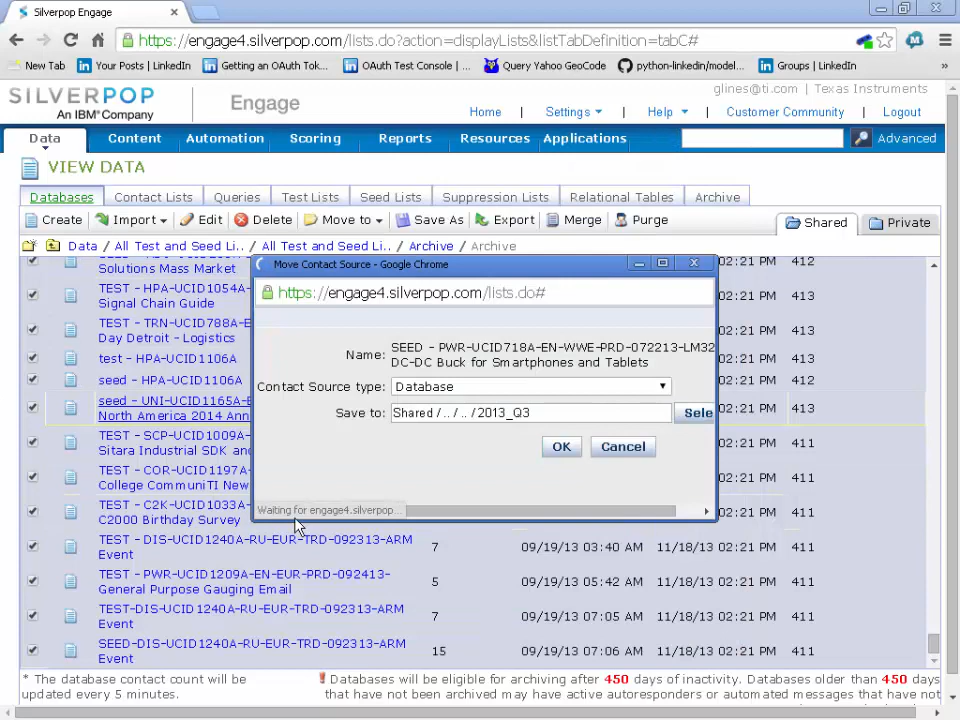 Silverpop Engage
https://engage4.silverpop.com/lists.do?action=displayLists&listTabDefinition=tabC#
New Tab Your Posts | LinkedIn Getting an OAuth Tok... OAuth Test Console | ... Query Yahoo GeoCode python-linkedin/model... Groups | LinkedIn »
SILVERPOP
An IBM Company
Engage
glines@ti.com | Texas Instruments
Home | Settings | Help | Customer Community | Logout
Data Content Automation Scoring Reports Resources Applications Advanced
VIEW DATA
Databases Contact Lists Queries Test Lists Seed Lists Suppression Lists Relational Tables Archive
Create Import Edit Delete Move to Save As Export Merge Purge Shared Private
Data / All Test and Seed Li.. / All Test and Seed Li.. / Archive / Archive
02:21 PM 412
Solutions Mass Market
TEST - HPA-UCID1054A- 02:21 PM 413
Signal Chain Guide
TEST - TRN-UCID788A-E 02:21 PM 411
Day Detroit - Logistics
test - HPA-UCID1106A 02:21 PM 413
seed - HPA-UCID1106A 02:21 PM 412
seed - UNI-UCID1165A-E 02:21 PM 413
North America 2014 Ann
TEST - SCP-UCID1009A- 02:21 PM 411
Sitara Industrial SDK and
TEST - COR-UCID1197A- 02:21 PM 411
College CommuniTI New
TEST - C2K-UCID1033A- 02:21 PM 411
C2000 Birthday Survey
TEST - DIS-UCID1240A-RU-EUR-TRD-092313-ARM 7 09/19/13 03:40 AM 11/18/13 02:21 PM 411
Event
TEST - PWR-UCID1209A-EN-EUR-PRD-092413- 5 09/19/13 05:42 AM 11/18/13 02:21 PM 411
General Purpose Gauging Email
TEST-DIS-UCID1240A-RU-EUR-TRD-092313-ARM 7 09/19/13 07:05 AM 11/18/13 02:21 PM 411
Event
SEED-DIS-UCID1240A-RU-EUR-TRD-092313-ARM 15 09/19/13 07:06 AM 11/18/13 02:21 PM 411
Event
* The database contact count will be
updated every 5 minutes.
Databases will be eligible for archiving after 450 days of inactivity. Databases older than 450
that have not been archived may have active autoresponders or automated messages that have not
Move Contact Source - Google Chrome
https://engage4.silverpop.com/lists.do#
Name: SEED - PWR-UCID718A-EN-WWE-PRD-072213-LM32
DC-DC Buck for Smartphones and Tablets
Contact Source type: Database
Save to: Shared / .. / .. / 2013_Q3 Sele
OK Cancel
Waiting for engage4.silverpop...